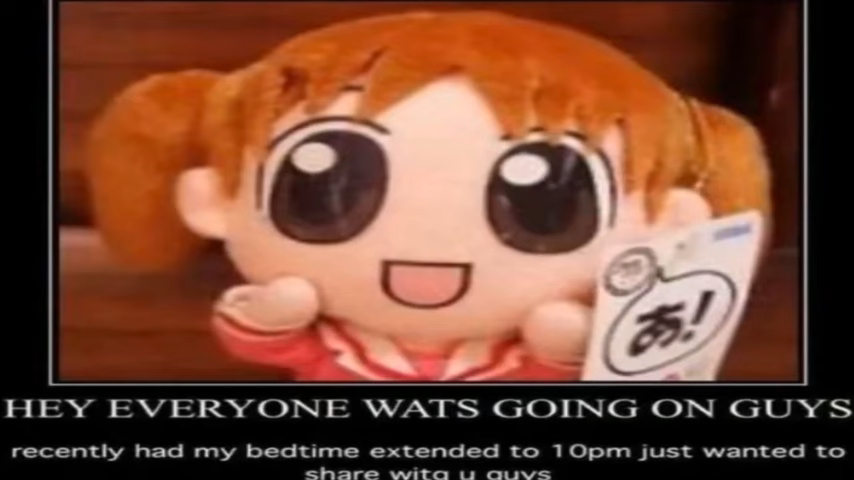 あ!
HEY EVERYONE WATS GOING ON GUYS
recently had my bedtime extended to 10pm just wanted to
share witg u guys